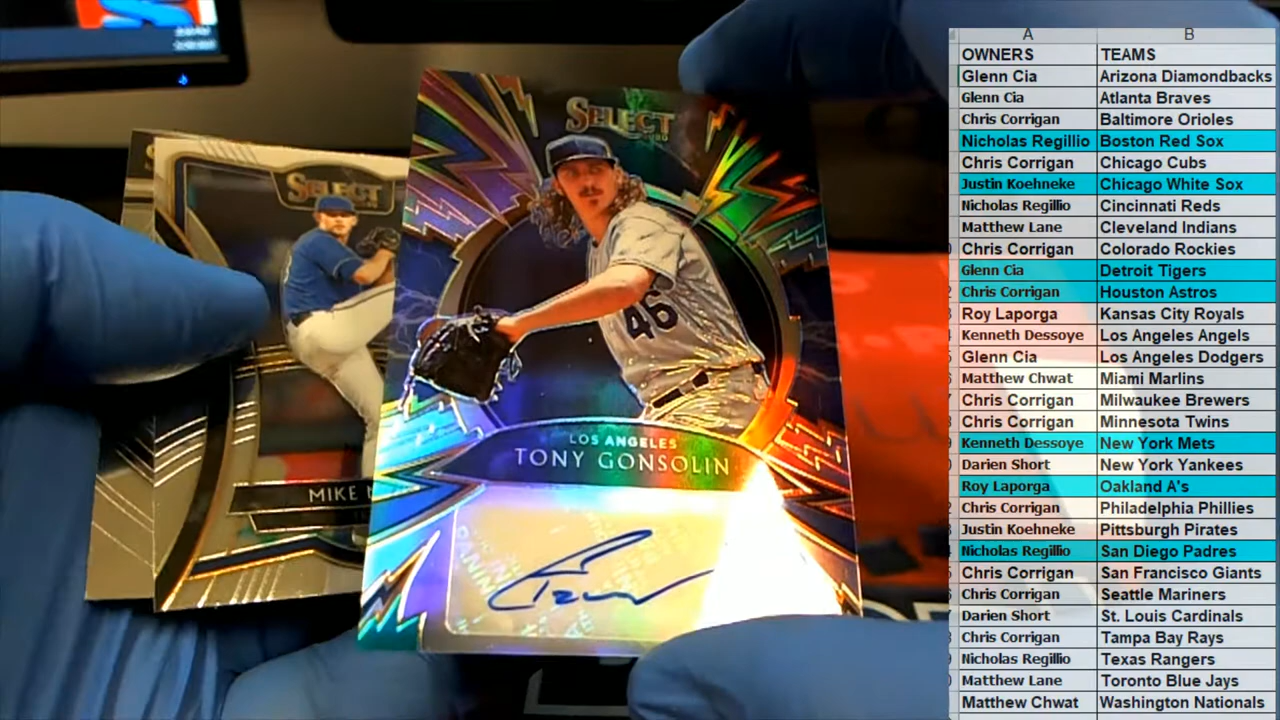 SELECT
SELECT
46
LOS ANGELES
TONY GONSOLIN
MIKE
PANINI
A B
OWNERS TEAMS
Glenn Cia Arizona Diamondbacks
Glenn Cia Atlanta Braves
Chris Corrigan Baltimore Orioles
Nicholas Regillio Boston Red Sox
Chris Corrigan Chicago Cubs
Justin Koehneke Chicago White Sox
Nicholas Regillio Cincinnati Reds
Matthew Lane Cleveland Indians
Chris Corrigan Colorado Rockies
Glenn Cia Detroit Tigers
Chris Corrigan Houston Astros
Roy Laporga Kansas City Royals
Kenneth Dessoye Los Angeles Angels
Glenn Cia Los Angeles Dodgers
Matthew Chwat Miami Marlins
Chris Corrigan Milwaukee Brewers
Chris Corrigan Minnesota Twins
Kenneth Dessoye New York Mets
Darien Short New York Yankees
Roy Laporga Oakland A's
Chris Corrigan Philadelphia Phillies
Justin Koehneke Pittsburgh Pirates
Nicholas Regillio San Diego Padres
Chris Corrigan San Francisco Giants
Chris Corrigan Seattle Mariners
Darien Short St. Louis Cardinals
Chris Corrigan Tampa Bay Rays
Nicholas Regillio Texas Rangers
Matthew Lane Toronto Blue Jays
Matthew Chwat Washington Nationals